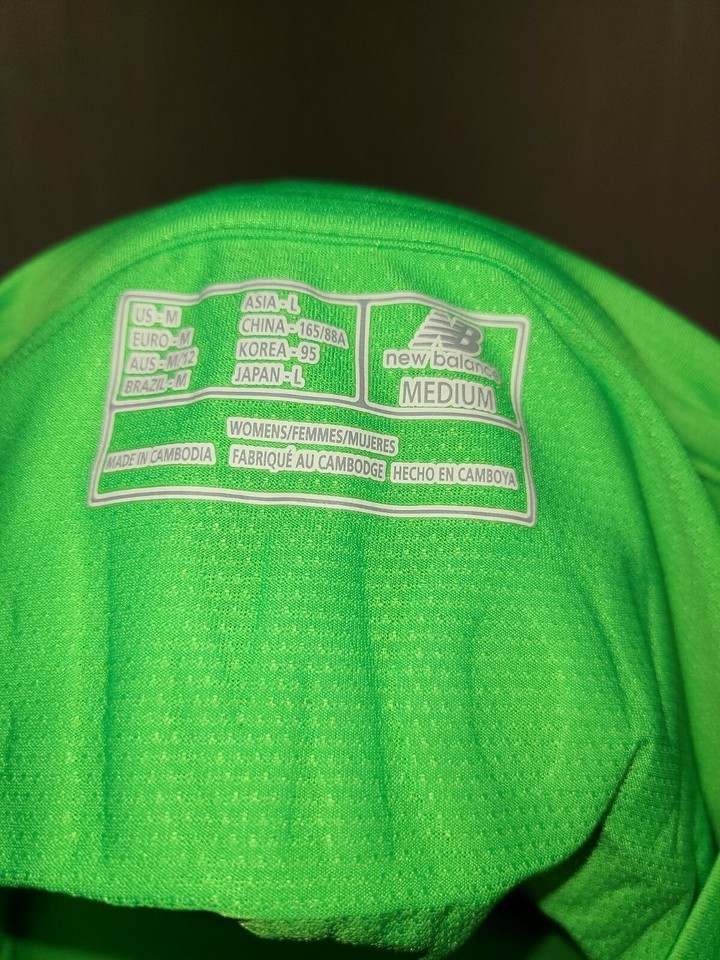 US - M
EURO - M
AUS - M/12
BRAZIL - M
ASIA - L
CHINA - 165/88A
KOREA - 95
JAPAN - L
NB
new balance
MEDIUM
WOMENS/FEMMES/MUJERES
MADE IN CAMBODIA FABRIQUÉ AU CAMBODGE HECHO EN CAMBOYA